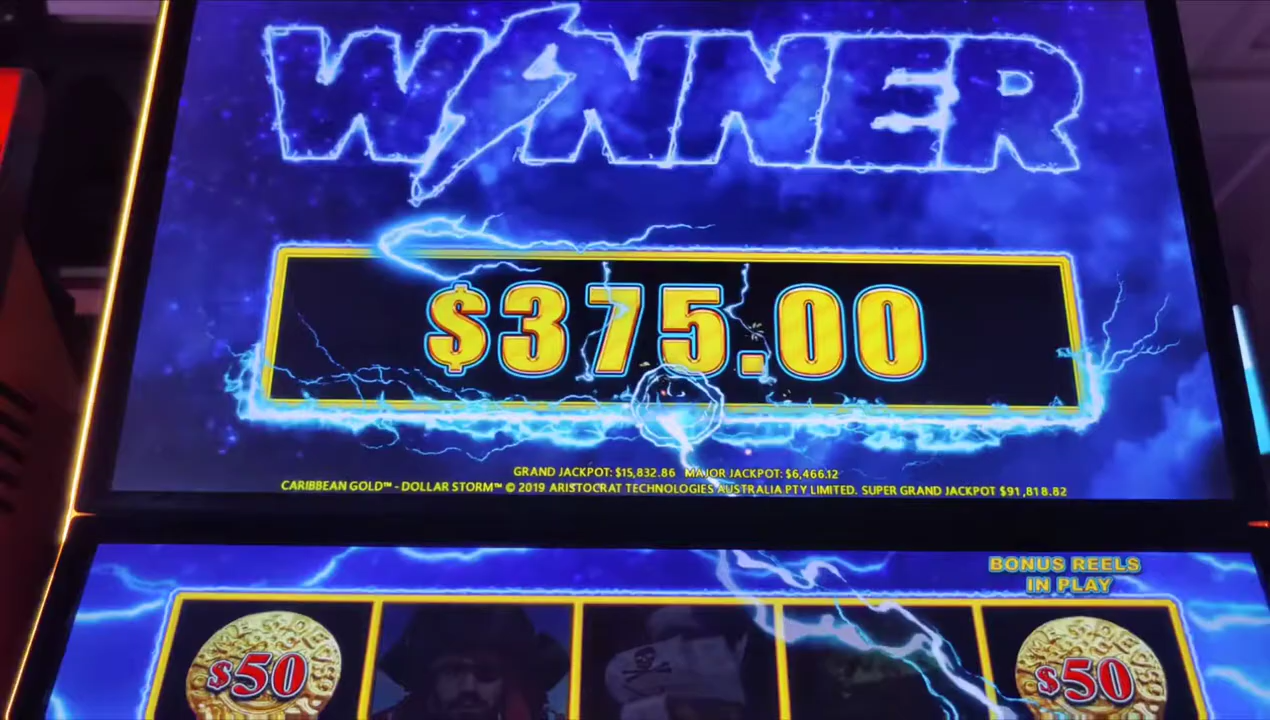 WINNER
$375.00
GRAND JACKPOT: $15,832.86 MAJOR JACKPOT: $6,466.12
CARIBBEAN GOLD™ - DOLLAR STORM™ © 2019 ARISTOCRAT TECHNOLOGIES AUSTRALIA PTY LIMITED. SUPER GRAND JACKPOT $91,818.82
BONUS REELS
IN PLAY
$50
$50